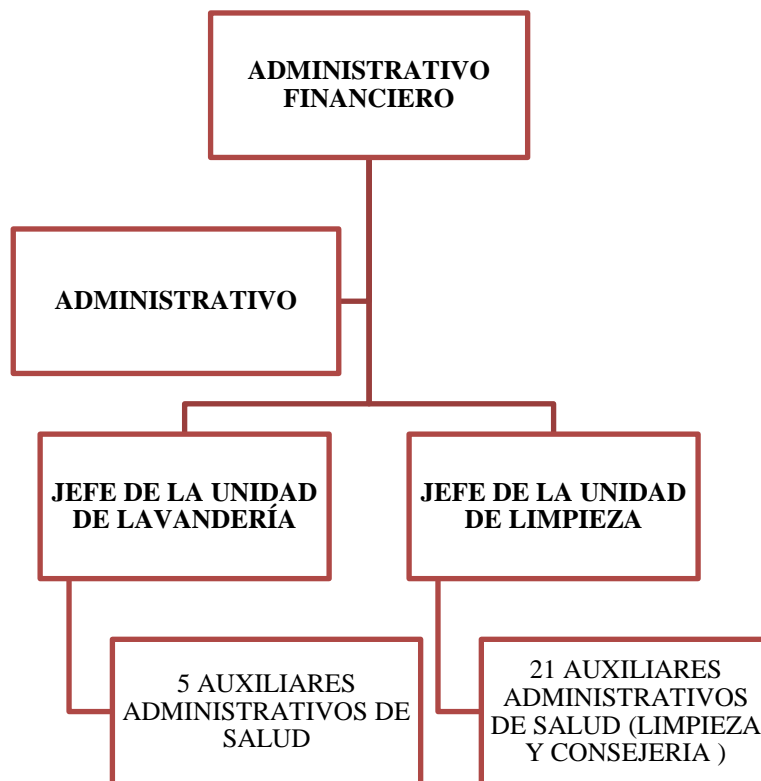 ADMINISTRATIVO
FINANCIERO
ADMINISTRATIVO
JEFE DE LA UNIDAD
DE LAVANDERÍA
JEFE DE LA UNIDAD
DE LIMPIEZA
5 AUXILIARES
ADMINISTRATIVOS DE
SALUD
21 AUXILIARES
ADMINISTRATIVOS
DE SALUD (LIMPIEZA
Y CONSEJERIA )